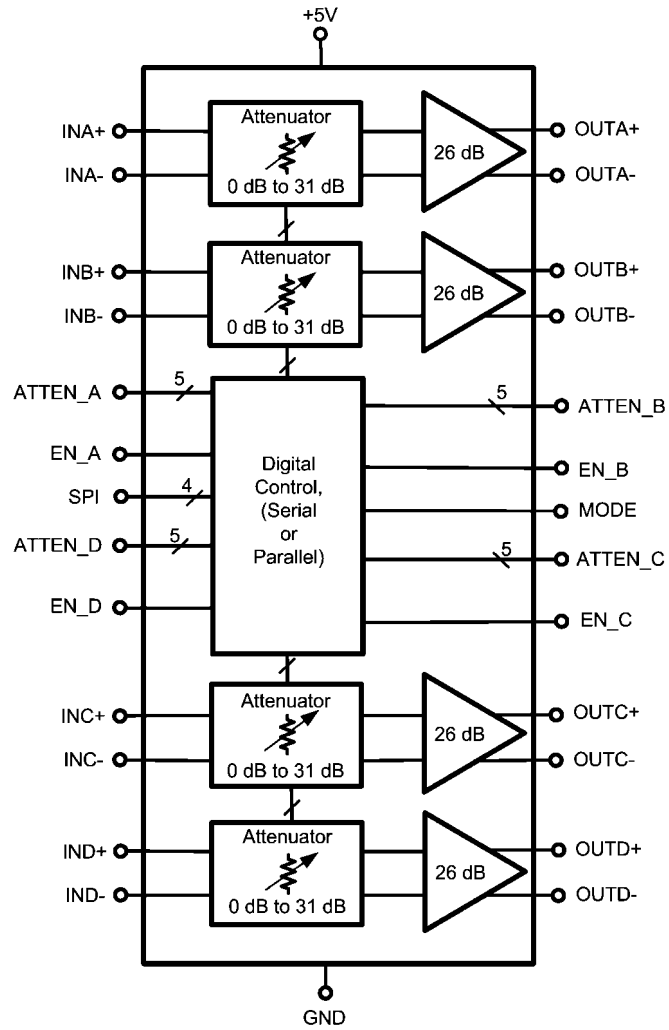 +5V
INA+
Attenuator
26 dB
OUTA+
INA-
0 dB to 31 dB
OUTA-
INB+
Attenuator
26 dB
OUTB+
INB-
0 dB to 31 dB
OUTB-
ATTEN_A
5
5
ATTEN_B
EN_A
EN_B
SPI
4
MODE
ATTEN_D
5
5
ATTEN_C
EN_D
EN_C
Digital
Control,
(Serial
or
Parallel)
INC+
Attenuator
26 dB
OUTC+
INC-
0 dB to 31 dB
OUTC-
IND+
Attenuator
26 dB
OUTD+
IND-
0 dB to 31 dB
OUTD-
GND